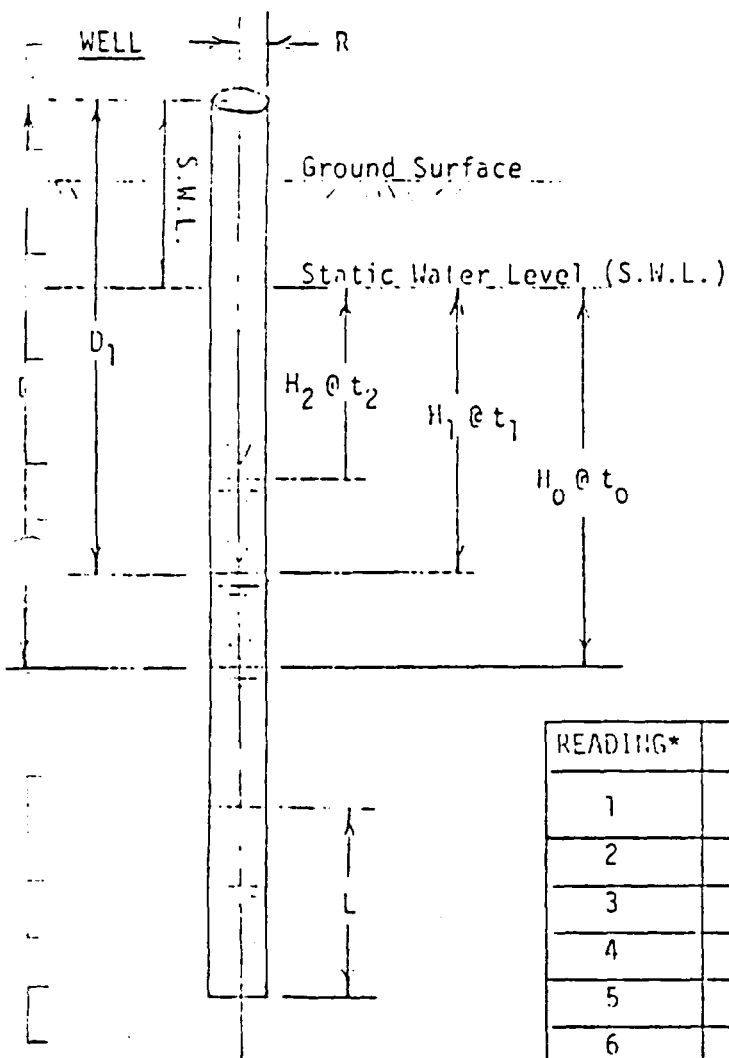 WELL
R
S.W.L.
Ground Surface
Static Water Level (S.W.L.)
D₁
H₂ @ t₂
H₁ @ t₁
H₀ @ t₀
L
READING*
1
2
3
4
5
6